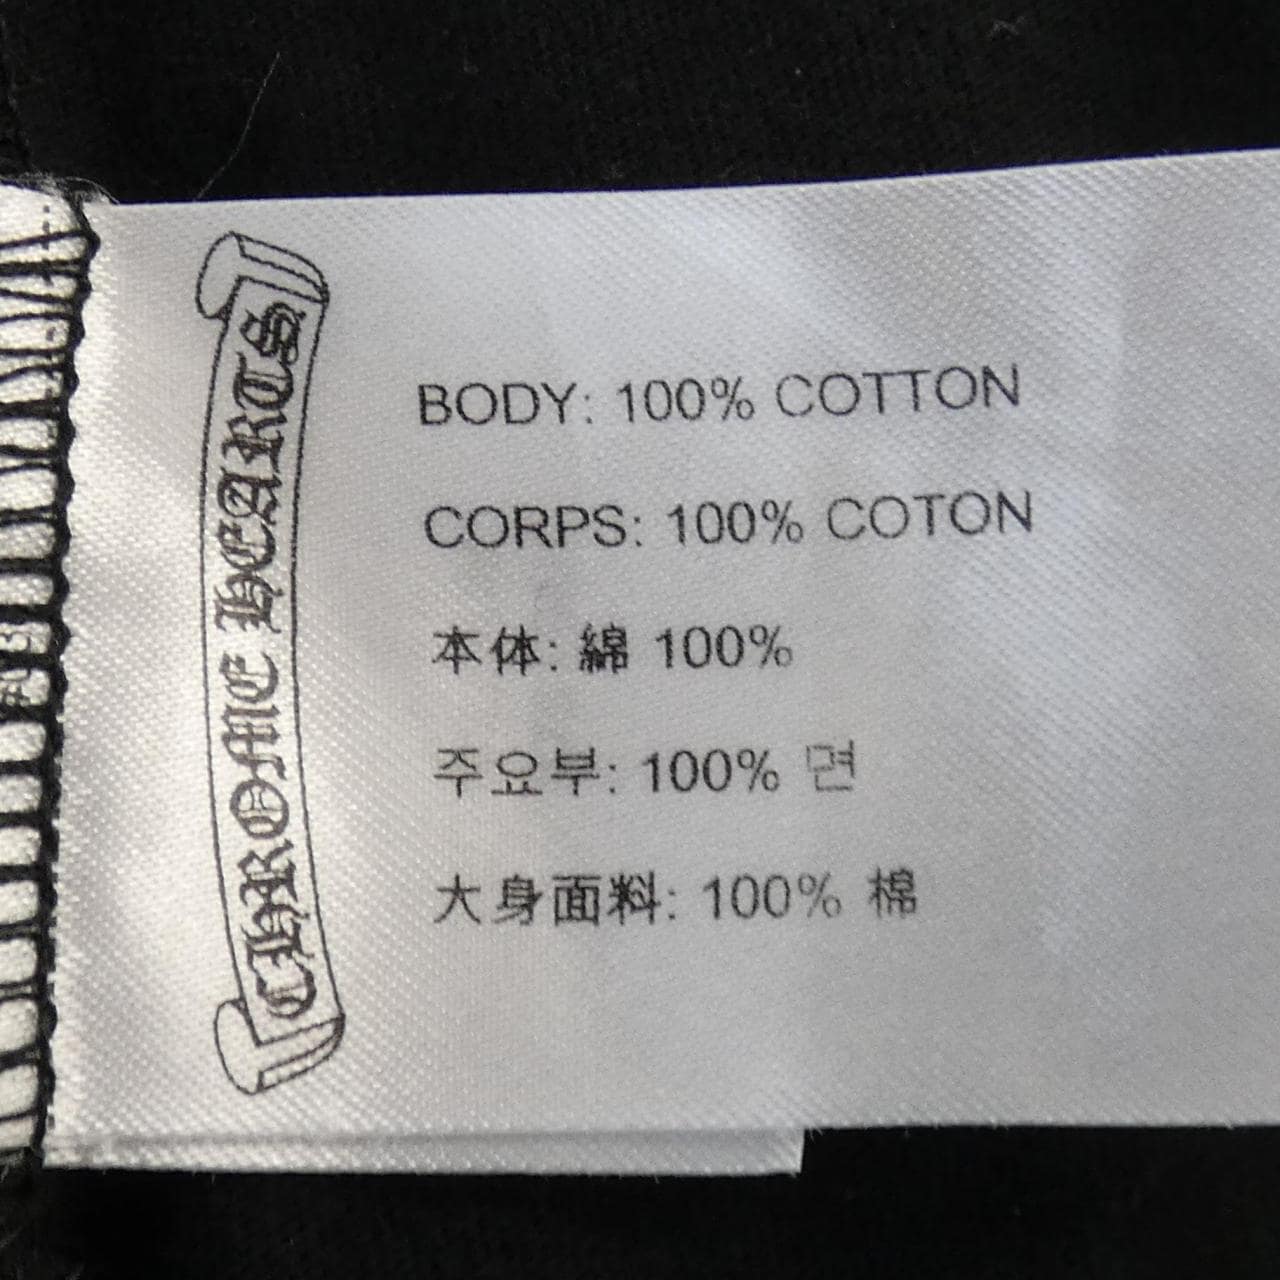 CHROME HEARTS
BODY: 100% COTTON
CORPS: 100% COTON
本体: 綿 100%
주요부: 100% 면
大身面料: 100% 棉